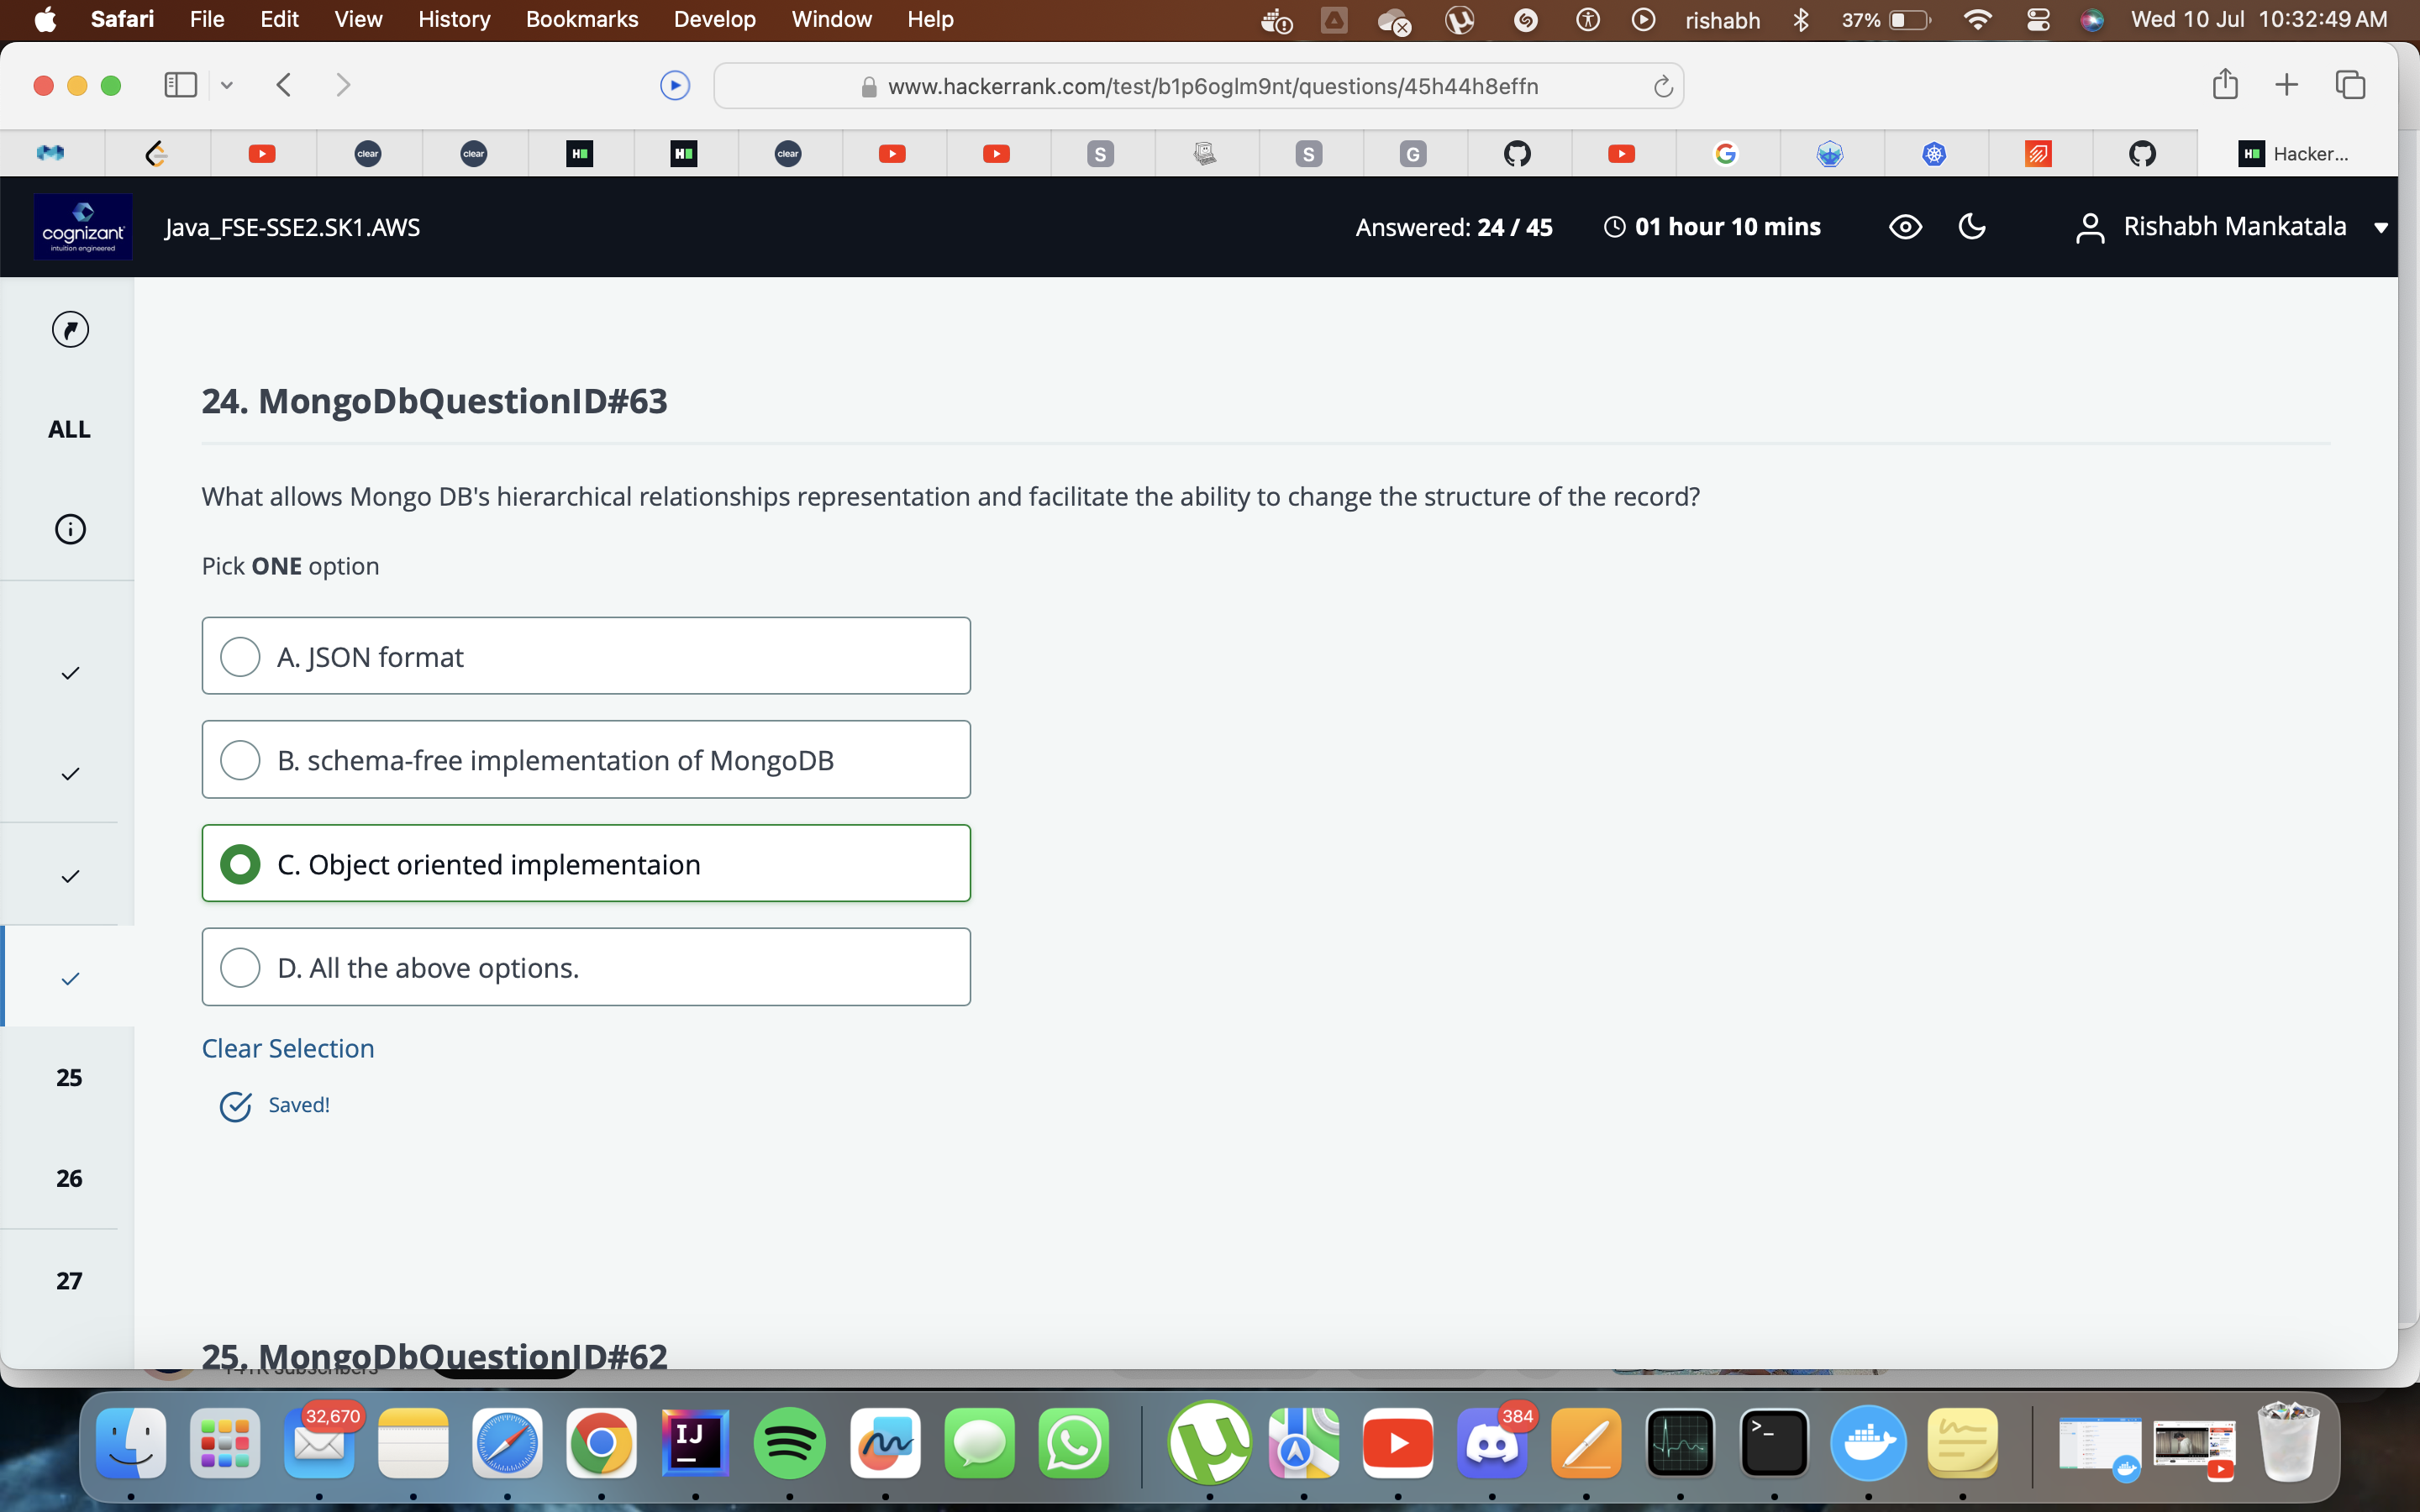 Safari File Edit View History Bookmarks Develop Window Help rishabh 37% Wed 10 Jul 10:32:49 AM
www.hackerrank.com/test/b1p6oglm9nt/questions/45h44h8effn
clear clear H H clear S S G H Hacker...
cognizant
intuition engineered
Java_FSE-SSE2.SK1.AWS
Answered: 24 / 45
01 hour 10 mins
Rishabh Mankatala
ALL
24. MongoDbQuestionID#63
What allows Mongo DB's hierarchical relationships representation and facilitate the ability to change the structure of the record?
Pick ONE option
A. JSON format
B. schema-free implementation of MongoDB
C. Object oriented implementaion
D. All the above options.
Clear Selection
Saved!
25
26
27
25. MongoDbQuestionID#62
32,670
IJ
384
>_